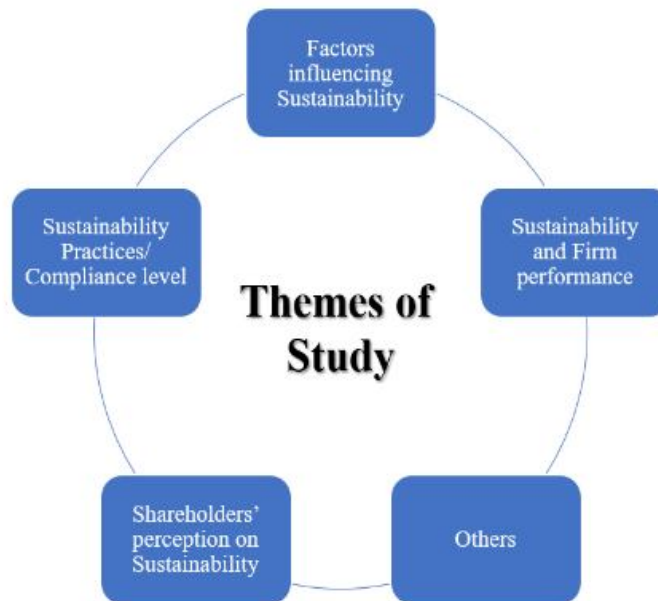 Factors
influencing
Sustainability
Sustainability
Practices/
Compliance level
Sustainability
and Firm
performance
Themes of
Study
Shareholders’
perception on
Sustainability
Others